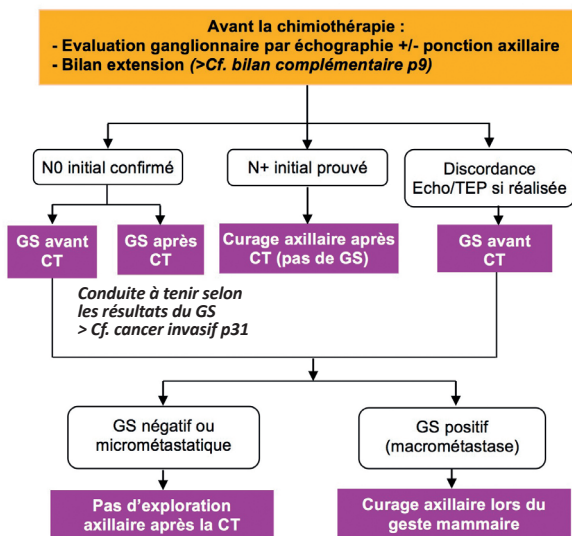 Avant la chimiothérapie :
- Evaluation ganglionnaire par échographie +/- ponction axillaire
- Bilan extension (>Cf. bilan complémentaire p9)
N0 initial confirmé
N+ initial prouvé
Discordance
Echo/TEP si réalisée
GS avant
CT
GS après
CT
Curage axillaire après
CT (pas de GS)
GS avant
CT
Conduite à tenir selon
les résultats du GS
> Cf. cancer invasif p31
GS négatif ou
micrométastatique
GS positif
(macrométastase)
Pas d'exploration
axillaire après la CT
Curage axillaire lors du
geste mammaire